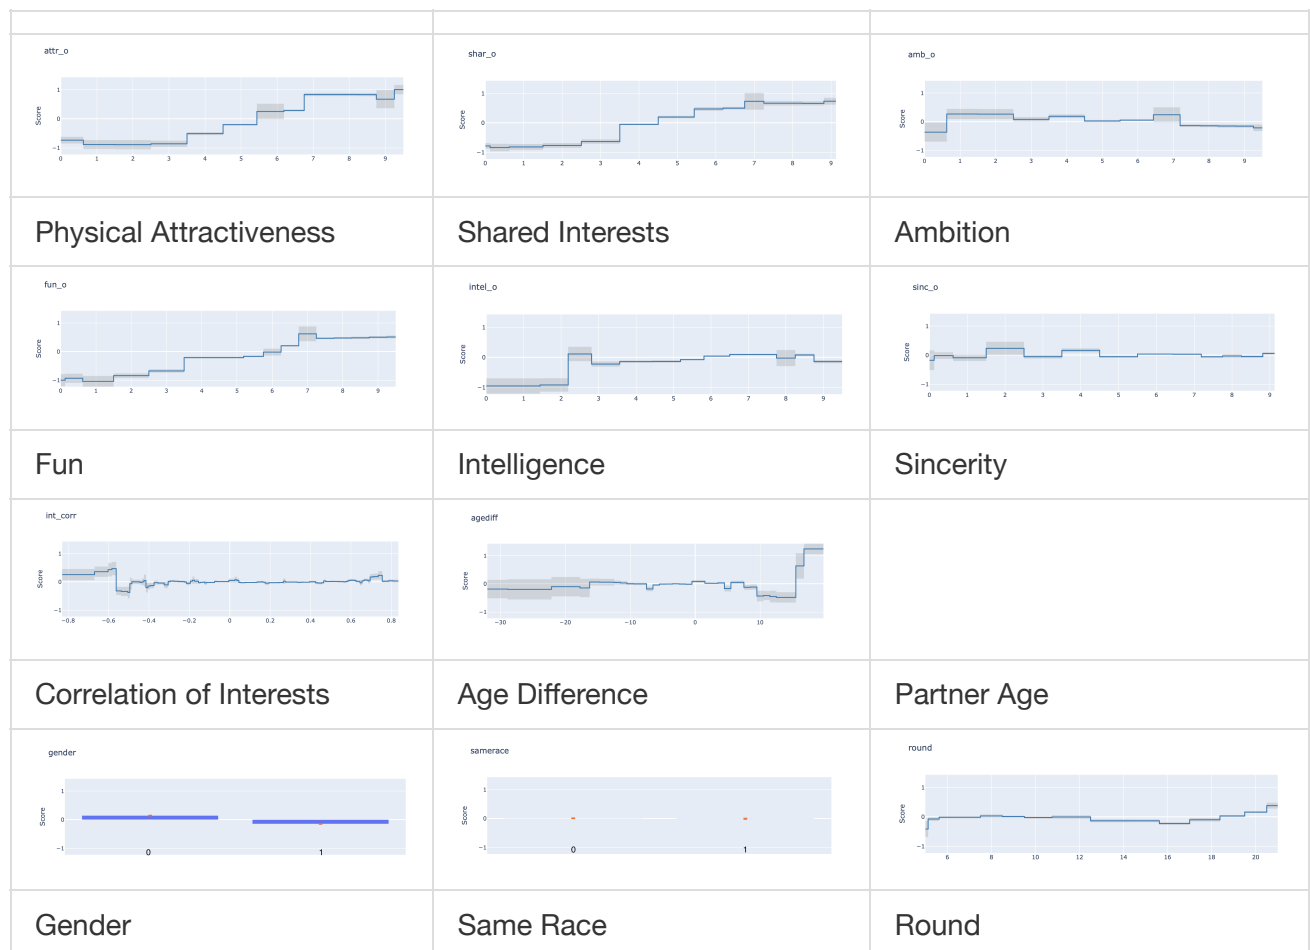 attr_o
shar_o
amb_o
Score
1
0
−1
0 1 2 3 4 5 6 7 8 9
Score
1
0
−1
0 1 2 3 4 5 6 7 8 9
Score
1
0
−1
0 1 2 3 4 5 6 7 8 9
Physical Attractiveness
Shared Interests
Ambition
fun_o
intel_o
sinc_o
Score
1
0
−1
0 1 2 3 4 5 6 7 8 9
Score
1
0
−1
0 1 2 3 4 5 6 7 8 9
Score
1
0
−1
0 1 2 3 4 5 6 7 8 9
Fun
Intelligence
Sincerity
int_corr
agediff
Score
1
0
−1
−0.8 −0.6 −0.4 −0.2 0 0.2 0.4 0.6 0.8
Score
1
0
−1
−30 −20 −10 0 10
Correlation of Interests
Age Difference
Partner Age
gender
samerace
round
Score
1
0
−1
0 1
Score
1
0
−1
0 1
Score
1
0
−1
6 8 10 12 14 16 18 20
Gender
Same Race
Round